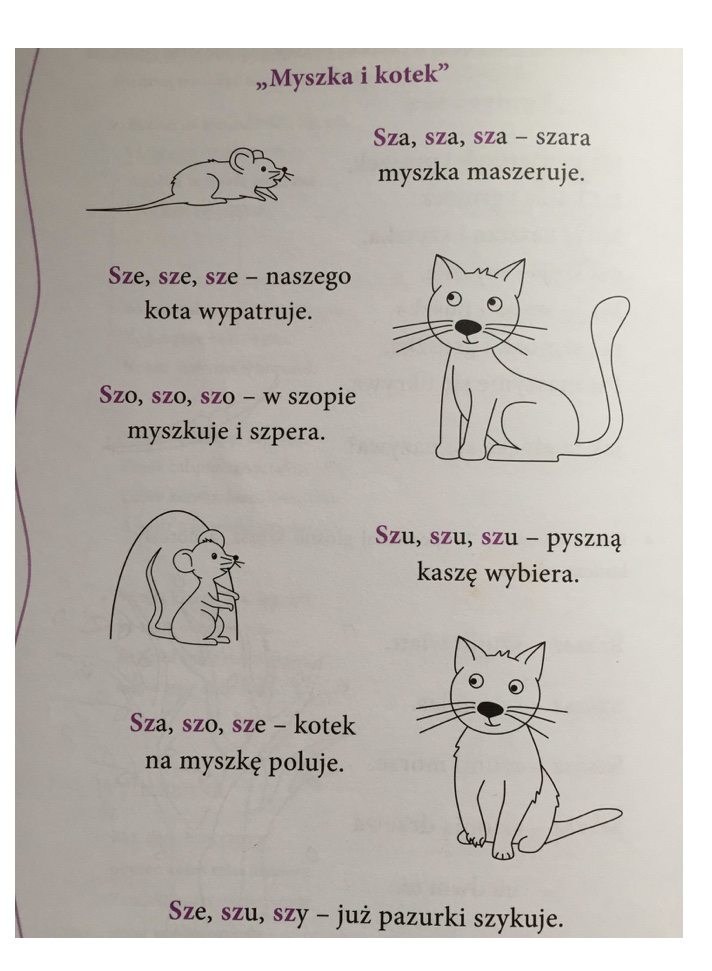 „Myszka i kotek”
Sza, sza, sza – szara
myszka maszeruje.
Sze, sze, sze – naszego
kota wypatruje.
Szo, szo, szo – w szopie
myszkuje i szpera.
Szu, szu, szu – pyszną
kaszę wybiera.
Sza, szo, sze – kotek
na myszkę poluje.
Sze, szu, szy – już pazurki szykuje.